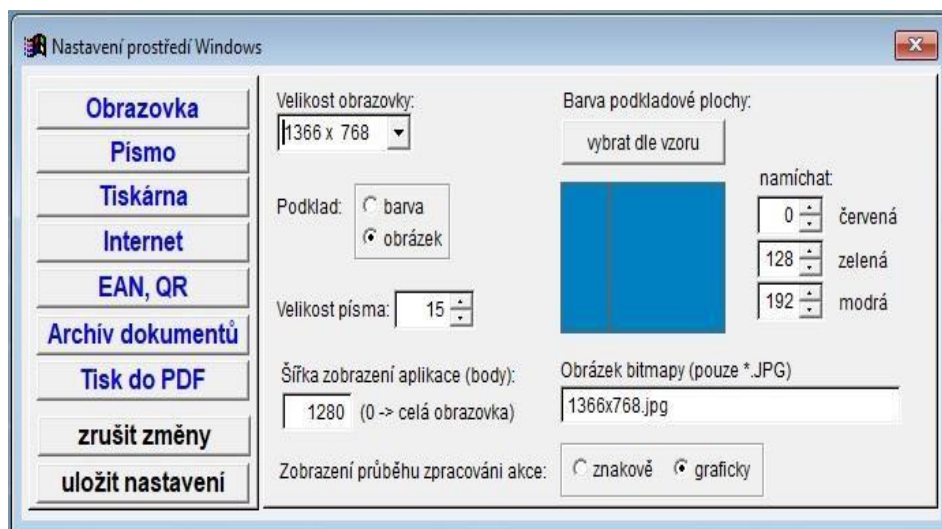 Nastavení prostředí Windows
Obrazovka
Písmo
Tiskárna
Internet
EAN, QR
Archív dokumentů
Tisk do PDF
zrušit změny
uložit nastavení
Velikost obrazovky:
1366 x 768
Podklad:
barva
obrázek
Velikost písma: 15
Šířka zobrazení aplikace (body):
1280 (0 -> celá obrazovka)
Barva podkladové plochy:
vybrat dle vzoru
namíchat:
0 červená
128 zelená
192 modrá
Obrázek bitmapy (pouze *.JPG)
1366x768.jpg
Zobrazení průběhu zpracováni akce: znakově graficky